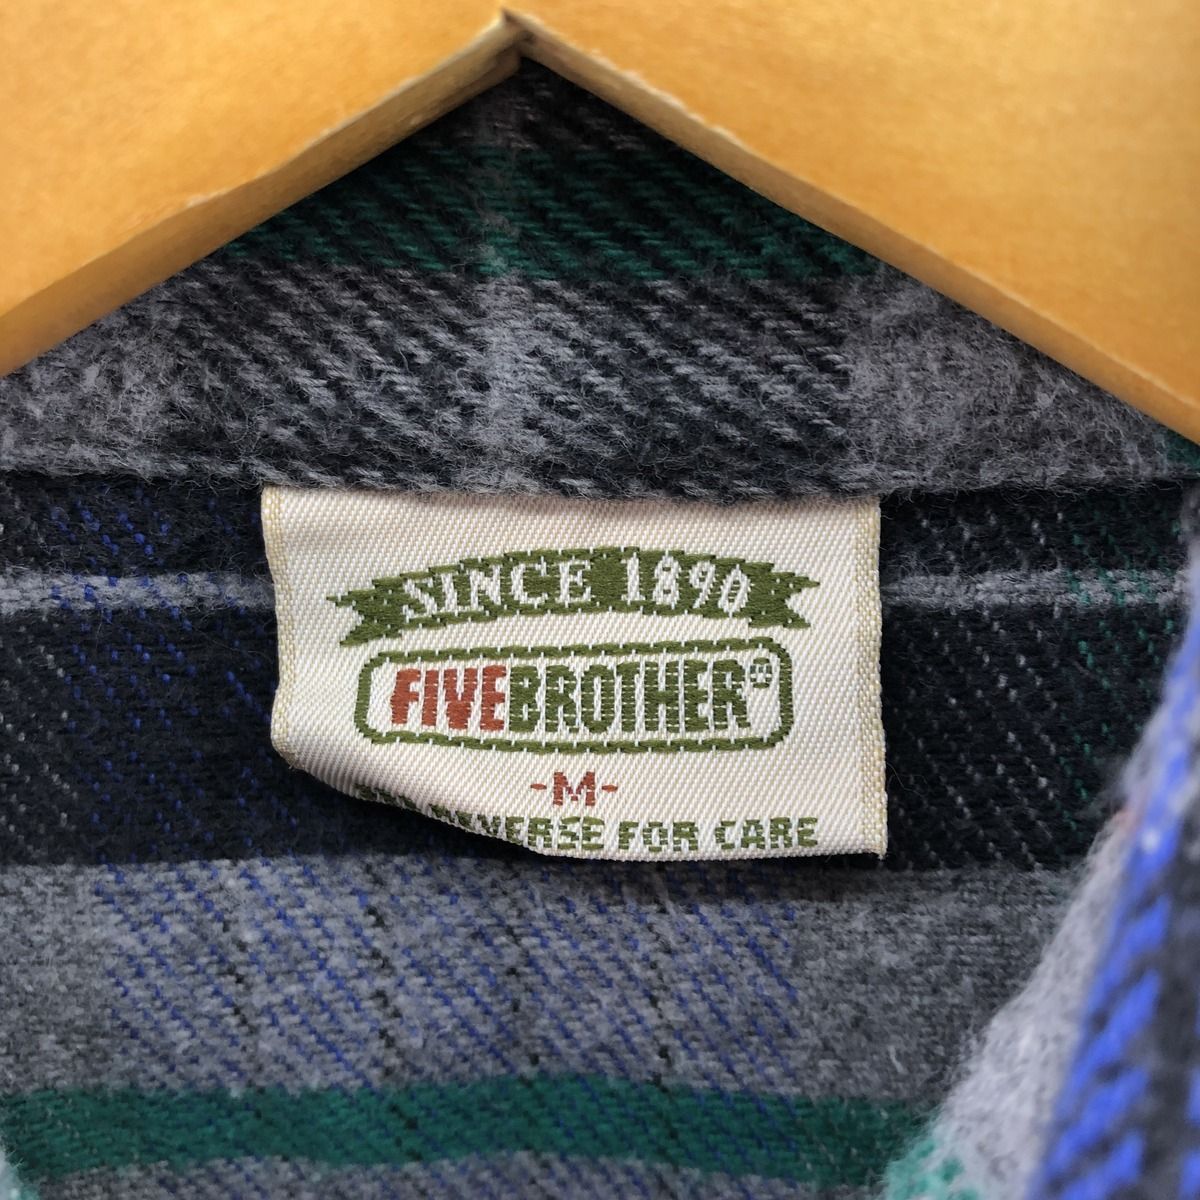 SINCE 1890
FIVEBROTHER®
-M-
REVERSE FOR CARE